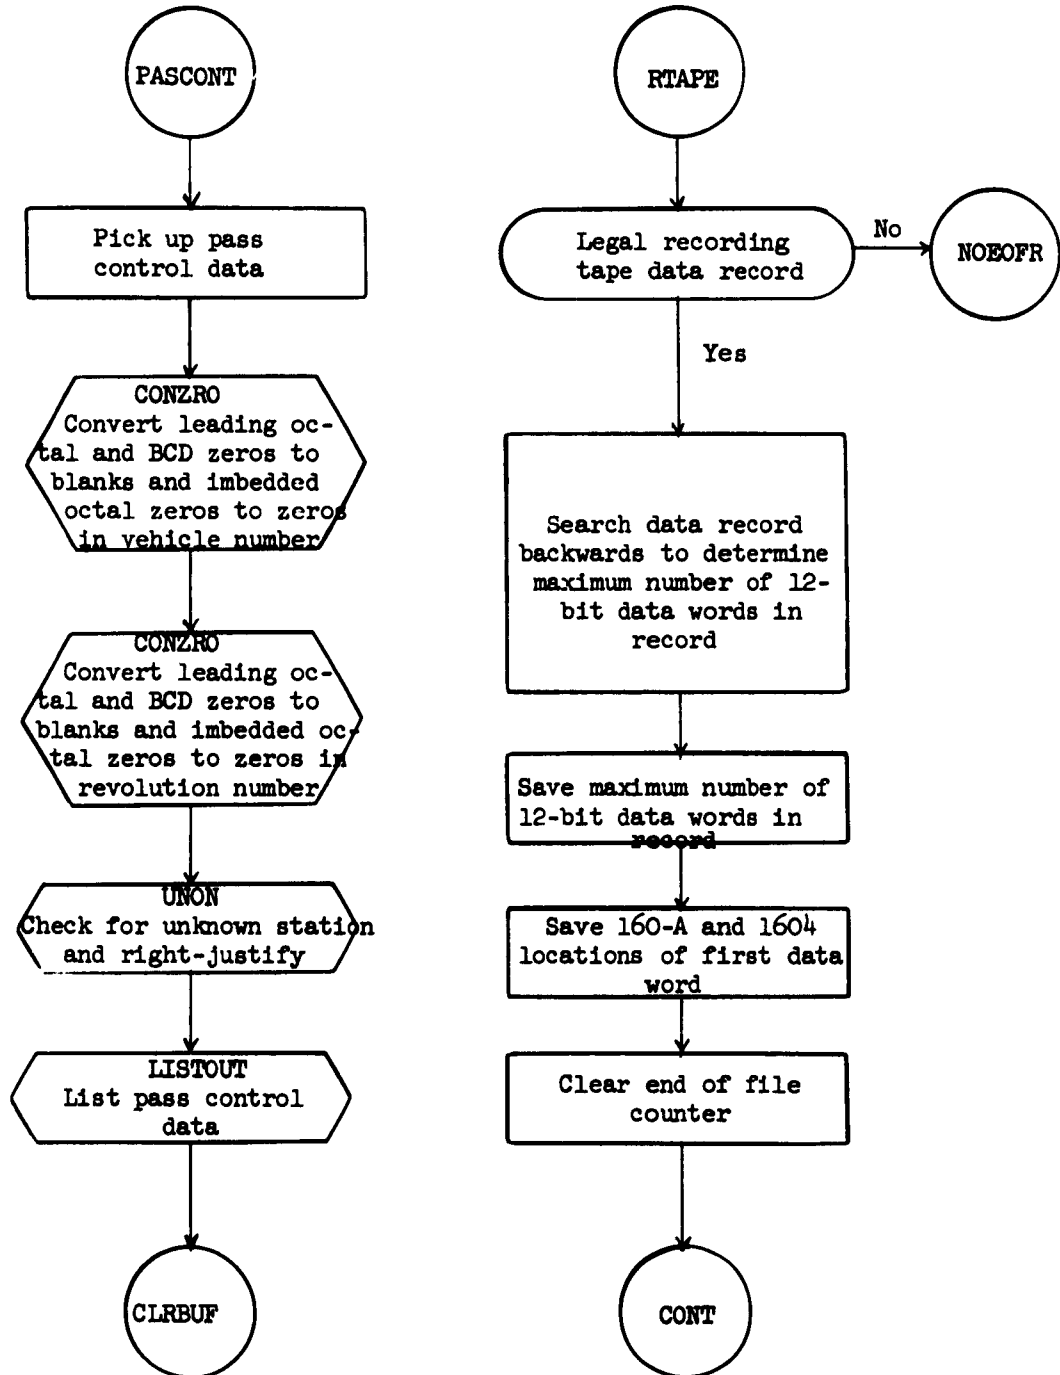 PASCONT
Pick up pass
control data
CONZRO
Convert leading oc-
tal and BCD zeros to
blanks and imbedded
octal zeros to zeros
in vehicle number
CONZRO
Convert leading oc-
tal and BCD zeros to
blanks and imbedded oc-
tal zeros to zeros in
revolution number
UNON
Check for unknown station
and right-justify
LISTOUT
List pass control
data
CLRBUF
RTAPE
Legal recording
tape data record
No
NOEOFR
Yes
Search data record
backwards to determine
maximum number of 12-
bit data words in
record
Save maximum number of
12-bit data words in
record
Save 160-A and 1604
locations of first data
word
Clear end of file
counter
CONT